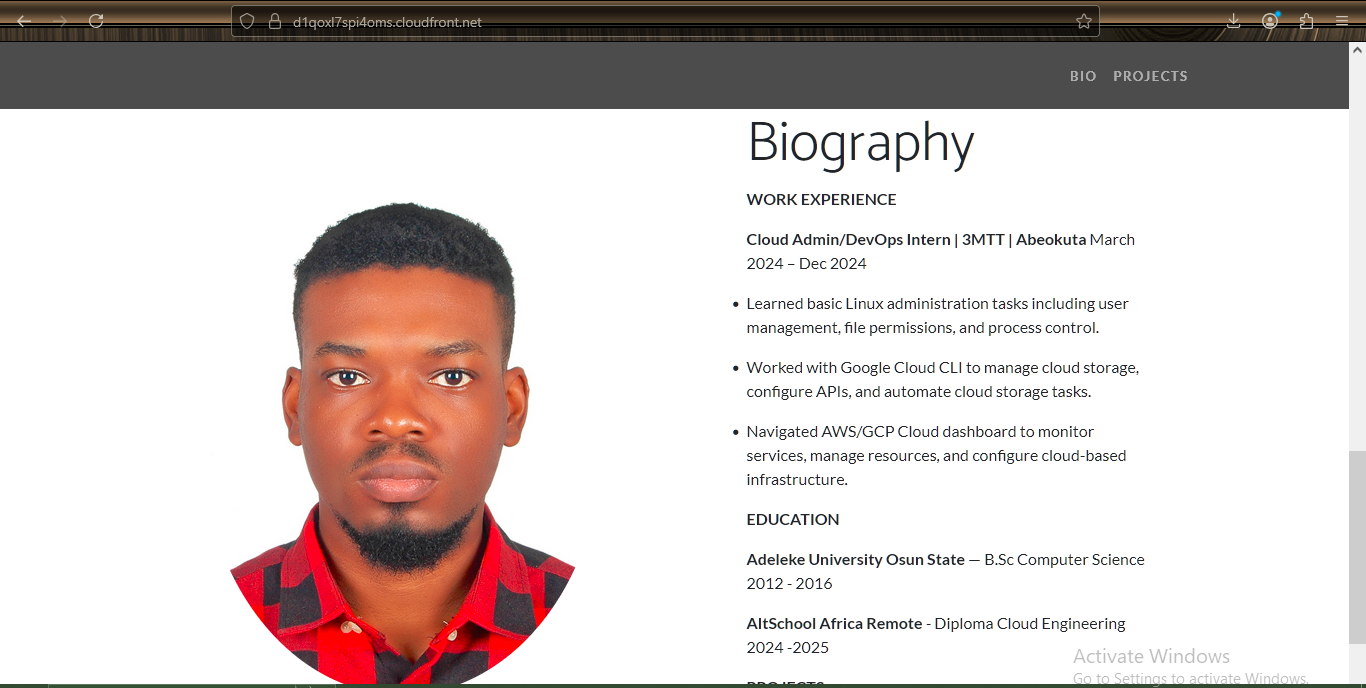 d1qoxl7spi4oms.cloudfront.net
BIO PROJECTS
Biography
WORK EXPERIENCE
Cloud Admin/DevOps Intern | 3MTT | Abeokuta March
2024 – Dec 2024
• Learned basic Linux administration tasks including user
management, file permissions, and process control.
• Worked with Google Cloud CLI to manage cloud storage,
configure APIs, and automate cloud storage tasks.
• Navigated AWS/GCP Cloud dashboard to monitor
services, manage resources, and configure cloud-based
infrastructure.
EDUCATION
Adeleke University Osun State — B.Sc Computer Science
2012 - 2016
AltSchool Africa Remote - Diploma Cloud Engineering
2024 -2025
PROJECTS
Activate Windows
Go to Settings to activate Windows.